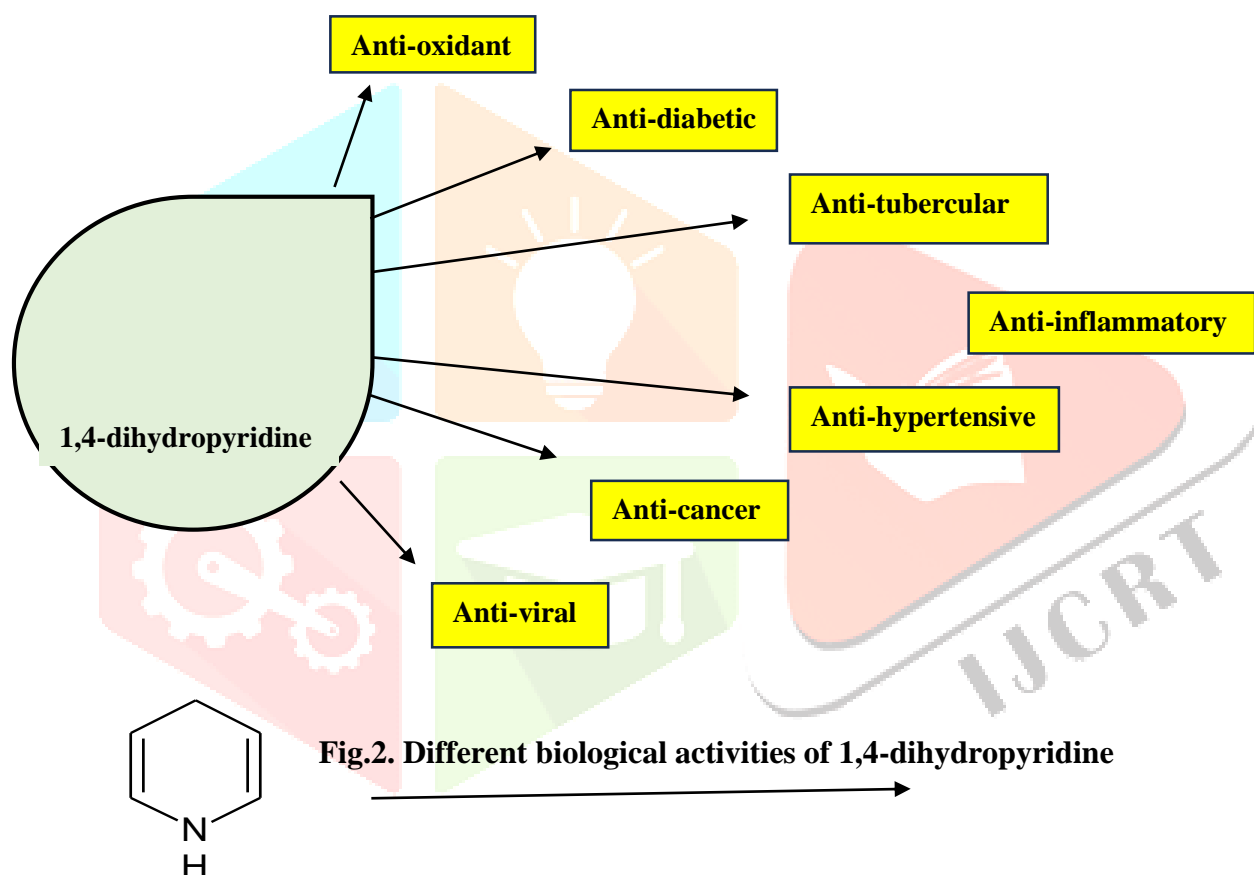 Anti-oxidant
Anti-diabetic
Anti-tubercular
Anti-inflammatory
Anti-hypertensive
1,4-dihydropyridine
Anti-cancer
Anti-viral
IJCRT
Fig.2. Different biological activities of 1,4-dihydropyridine
N
H